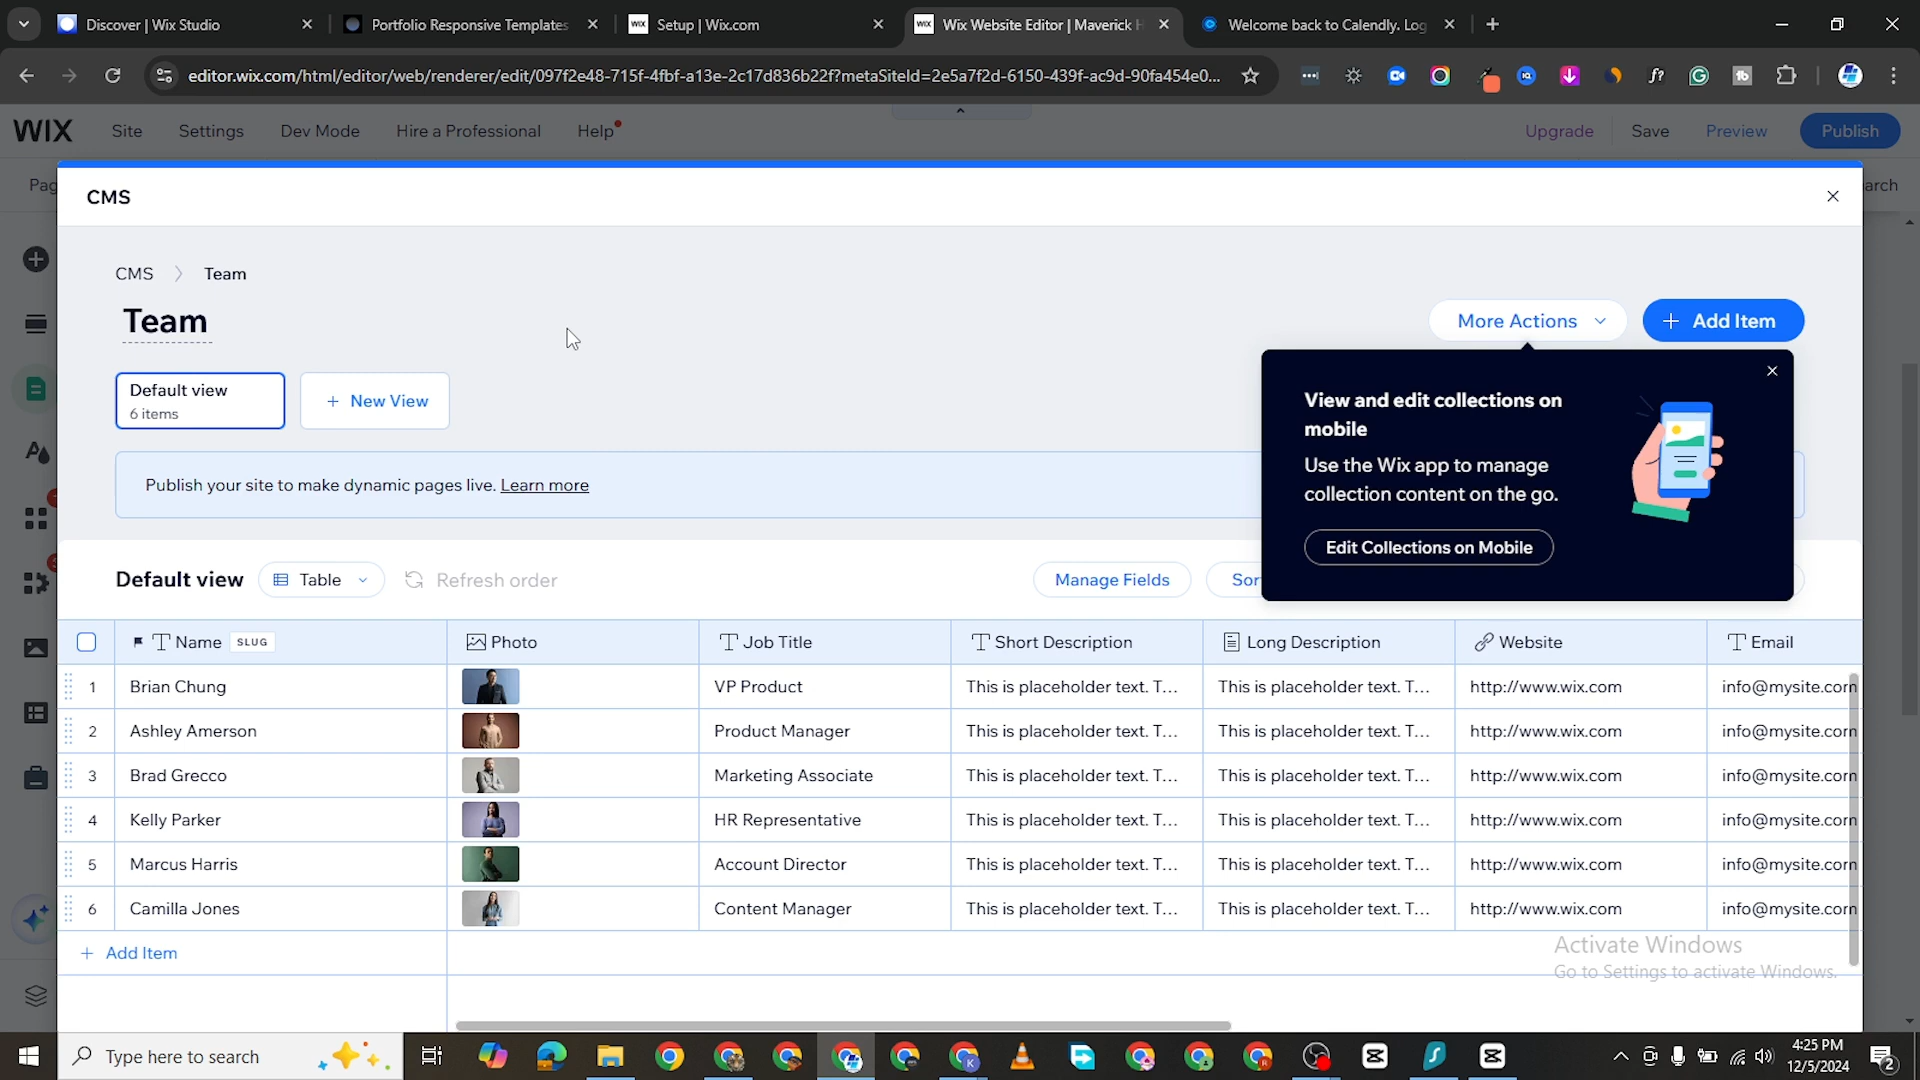 Discover | Wix Studio
Portfolio Responsive Templates
WIX Setup | Wix.com
WIX Wix Website Editor | Maverick H
Welcome back to Calendly. Log
editor.wix.com/html/editor/web/renderer/edit/097f2e48-715f-4fbf-a13e-2c17d836b22f?metaSiteId=2e5a7f2d-6150-439f-ac9d-90fa454e0...
WIX Site Settings Dev Mode Hire a Professional Help Upgrade Save Preview Publish
Pag
arch
CMS
CMS > Team
Team
More Actions
+ Add Item
Default view
6 items
+ New View
View and edit collections on
mobile
Use the Wix app to manage
collection content on the go.
Edit Collections on Mobile
Publish your site to make dynamic pages live. Learn more
Default view Table Refresh order Manage Fields Sor
Name SLUG Photo Job Title Short Description Long Description Website Email
1 Brian Chung VP Product This is placeholder text. T... This is placeholder text. T... http://www.wix.com info@mysite.com
2 Ashley Amerson Product Manager This is placeholder text. T... This is placeholder text. T... http://www.wix.com info@mysite.com
3 Brad Grecco Marketing Associate This is placeholder text. T... This is placeholder text. T... http://www.wix.com info@mysite.com
4 Kelly Parker HR Representative This is placeholder text. T... This is placeholder text. T... http://www.wix.com info@mysite.com
5 Marcus Harris Account Director This is placeholder text. T... This is placeholder text. T... http://www.wix.com info@mysite.com
6 Camilla Jones Content Manager This is placeholder text. T... This is placeholder text. T... http://www.wix.com info@mysite.com
+ Add Item
Activate Windows
Go to Settings to activate Windows.
Type here to search
4:25 PM
12/5/2024
2